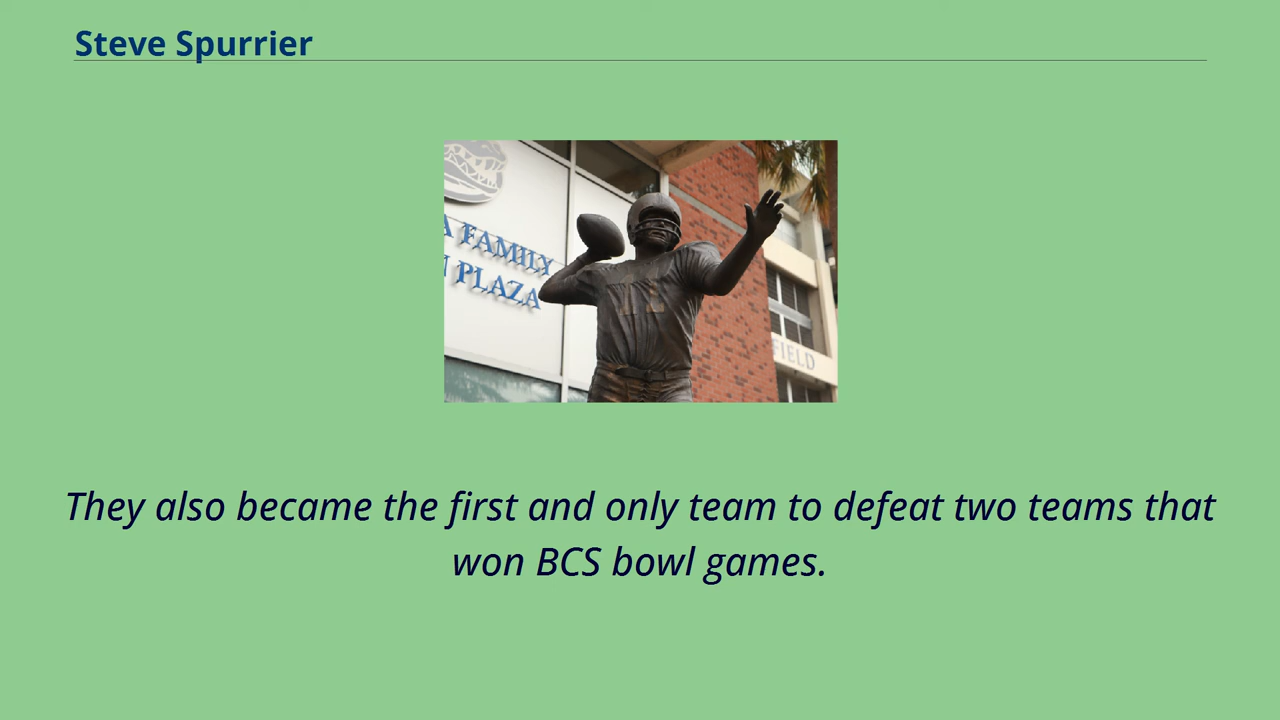 Steve Spurrier
A FAMILY
PLAZA
FIELD
They also became the first and only team to defeat two teams that
won BCS bowl games.